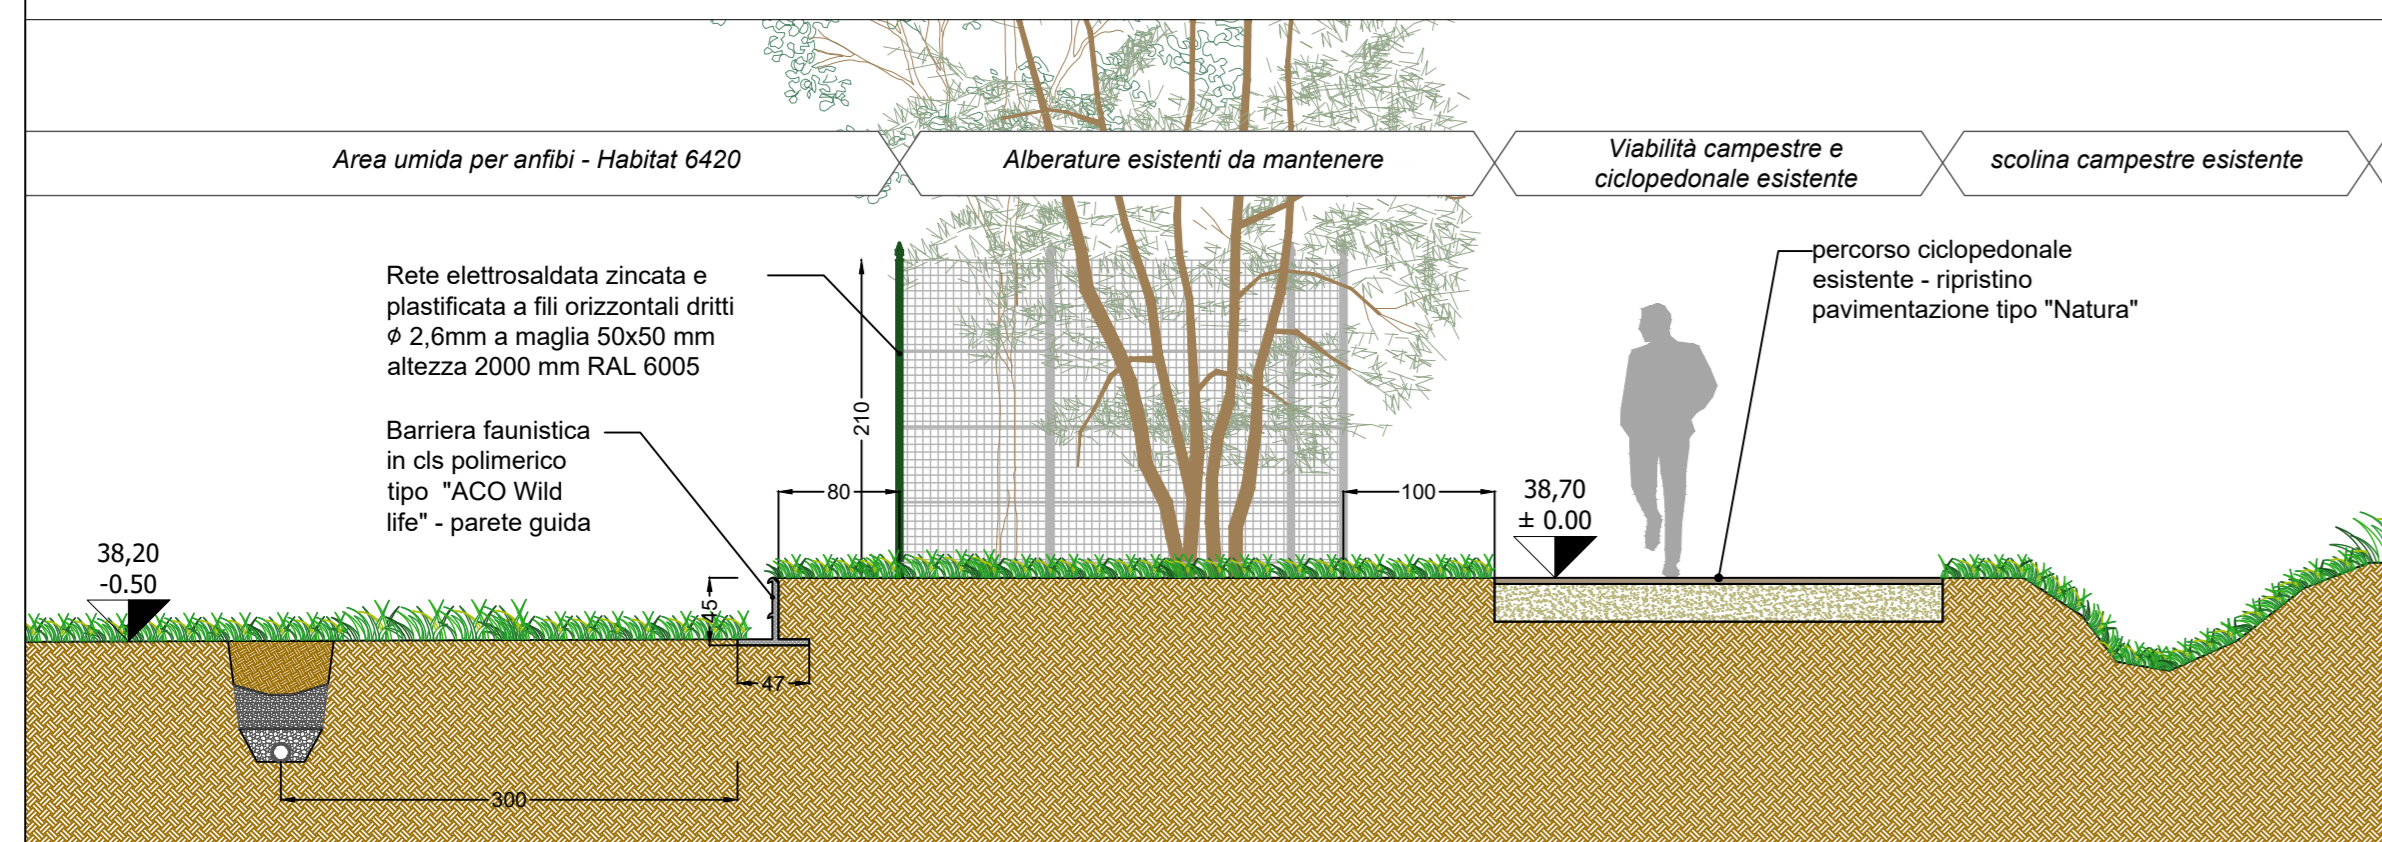 Area umida per anfibi - Habitat 6420
Alberature esistenti da mantenere
Viabilità campestre e
ciclopedonale esistente
scolina campestre esistente
Rete elettrosaldata zincata e
plastificata a fili orizzontali dritti
ϕ 2,6mm a maglia 50x50 mm
altezza 2000 mm RAL 6005
Barriera faunistica
in cls polimerico
tipo "ACO Wild
life" - parete guida
percorso ciclopedonale
esistente - ripristino
pavimentazione tipo "Natura"
210
80
100
38,70
± 0.00
38,20
-0.50
45
47
300